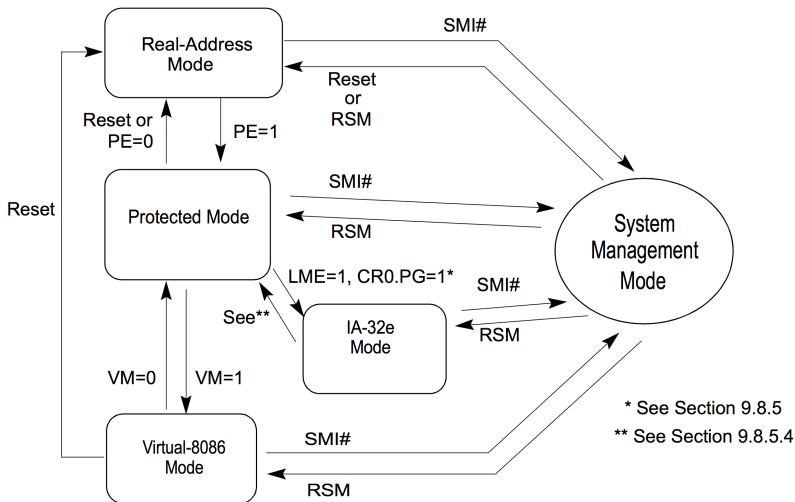 Real-Address
Mode
SMI#
Reset
or
RSM
Reset or
PE=0
PE=1
Reset
Protected Mode
SMI#
RSM
System
Management
Mode
LME=1, CR0.PG=1*
See**
IA-32e
Mode
SMI#
RSM
VM=0
VM=1
Virtual-8086
Mode
SMI#
RSM
* See Section 9.8.5
** See Section 9.8.5.4